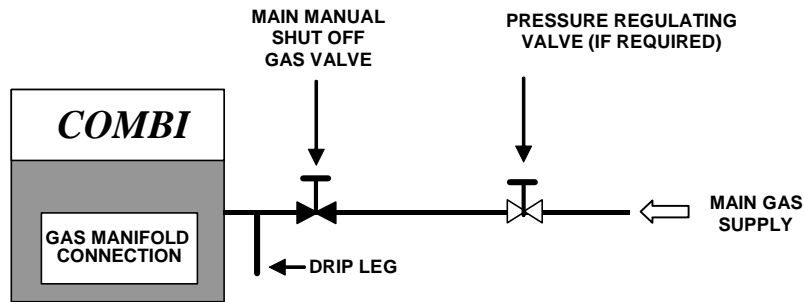 MAIN MANUAL
SHUT OFF
GAS VALVE
PRESSURE REGULATING
VALVE (IF REQUIRED)
COMBI
GAS MANIFOLD
CONNECTION
DRIP LEG
MAIN GAS
SUPPLY